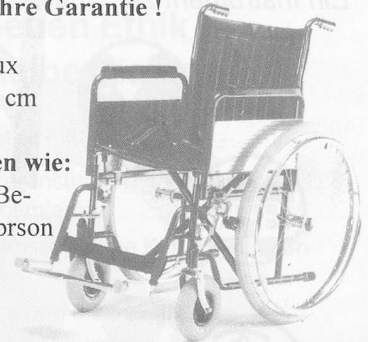 hre Garantie !
ux
cm
en wie:
Be-
orson